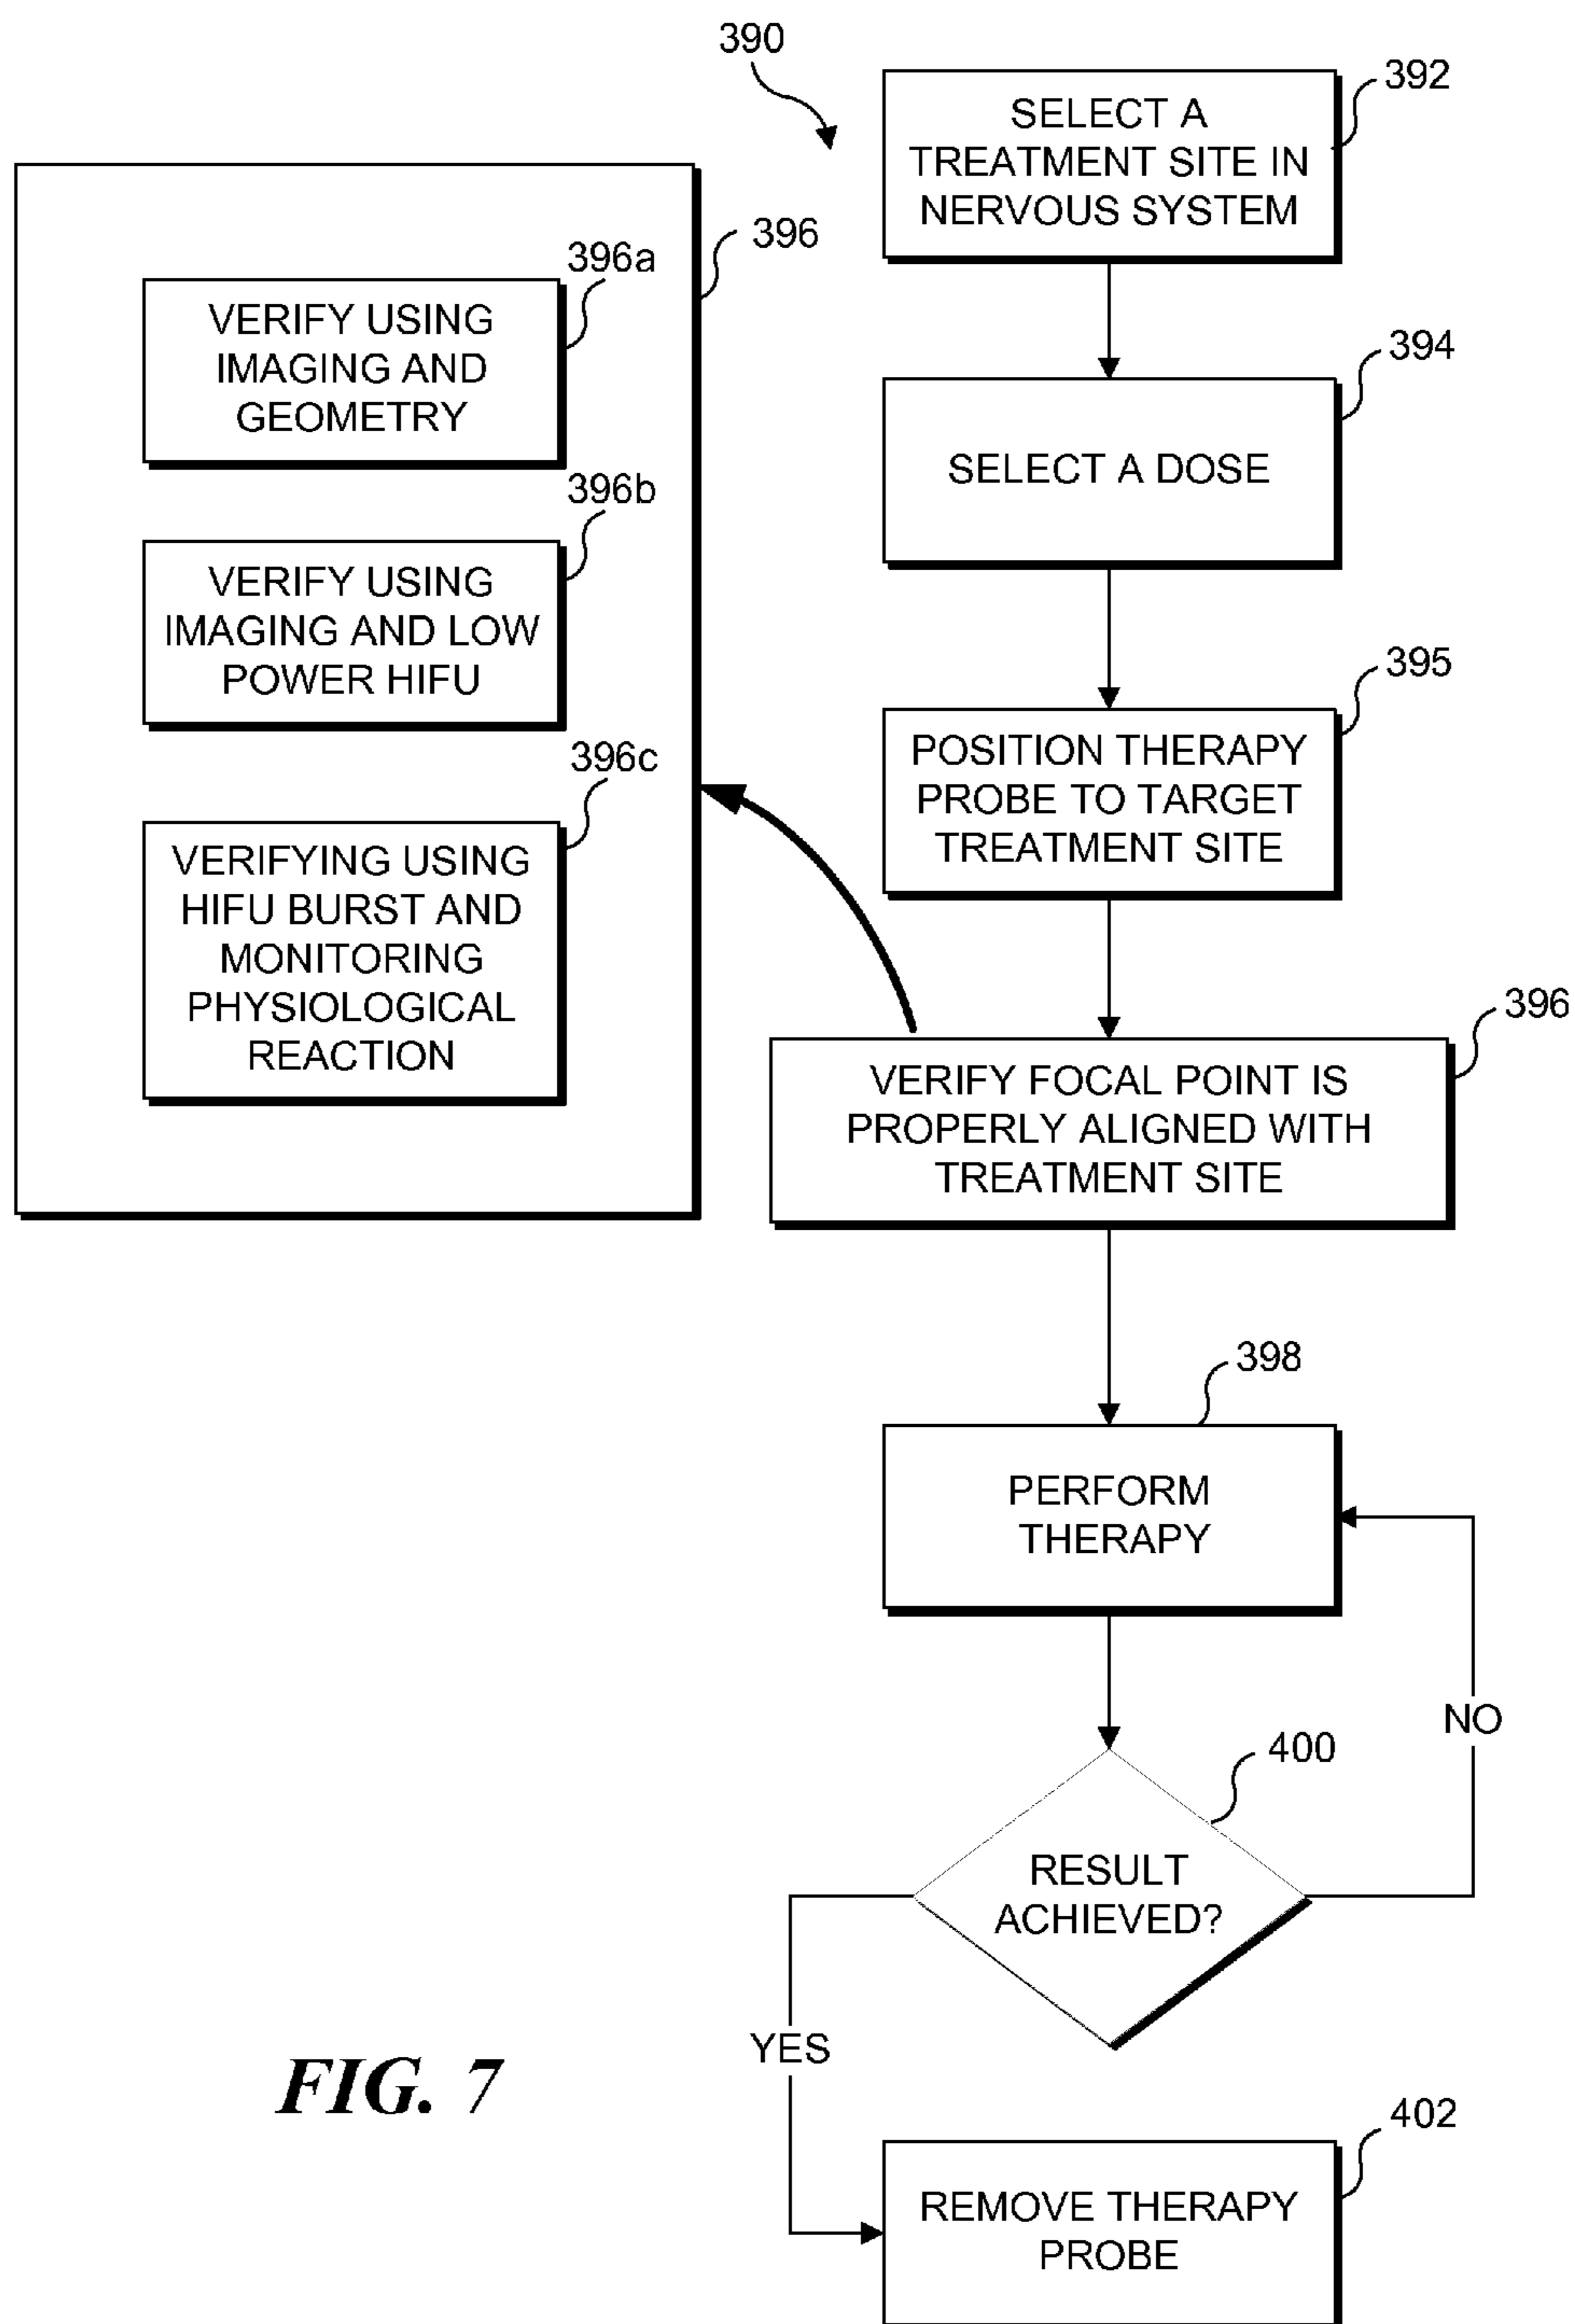 390
392
SELECT A
TREATMENT SITE IN
NERVOUS SYSTEM
394
SELECT A DOSE
395
POSITION THERAPY
PROBE TO TARGET
TREATMENT SITE
396
VERIFY FOCAL POINT IS
PROPERLY ALIGNED WITH
TREATMENT SITE
396
396a
VERIFY USING
IMAGING AND
GEOMETRY
396b
VERIFY USING
IMAGING AND LOW
POWER HIFU
396c
VERIFYING USING
HIFU BURST AND
MONITORING
PHYSIOLOGICAL
REACTION
398
PERFORM
THERAPY
400
RESULT
ACHIEVED?
NO
YES
402
REMOVE THERAPY
PROBE
FIG. 7